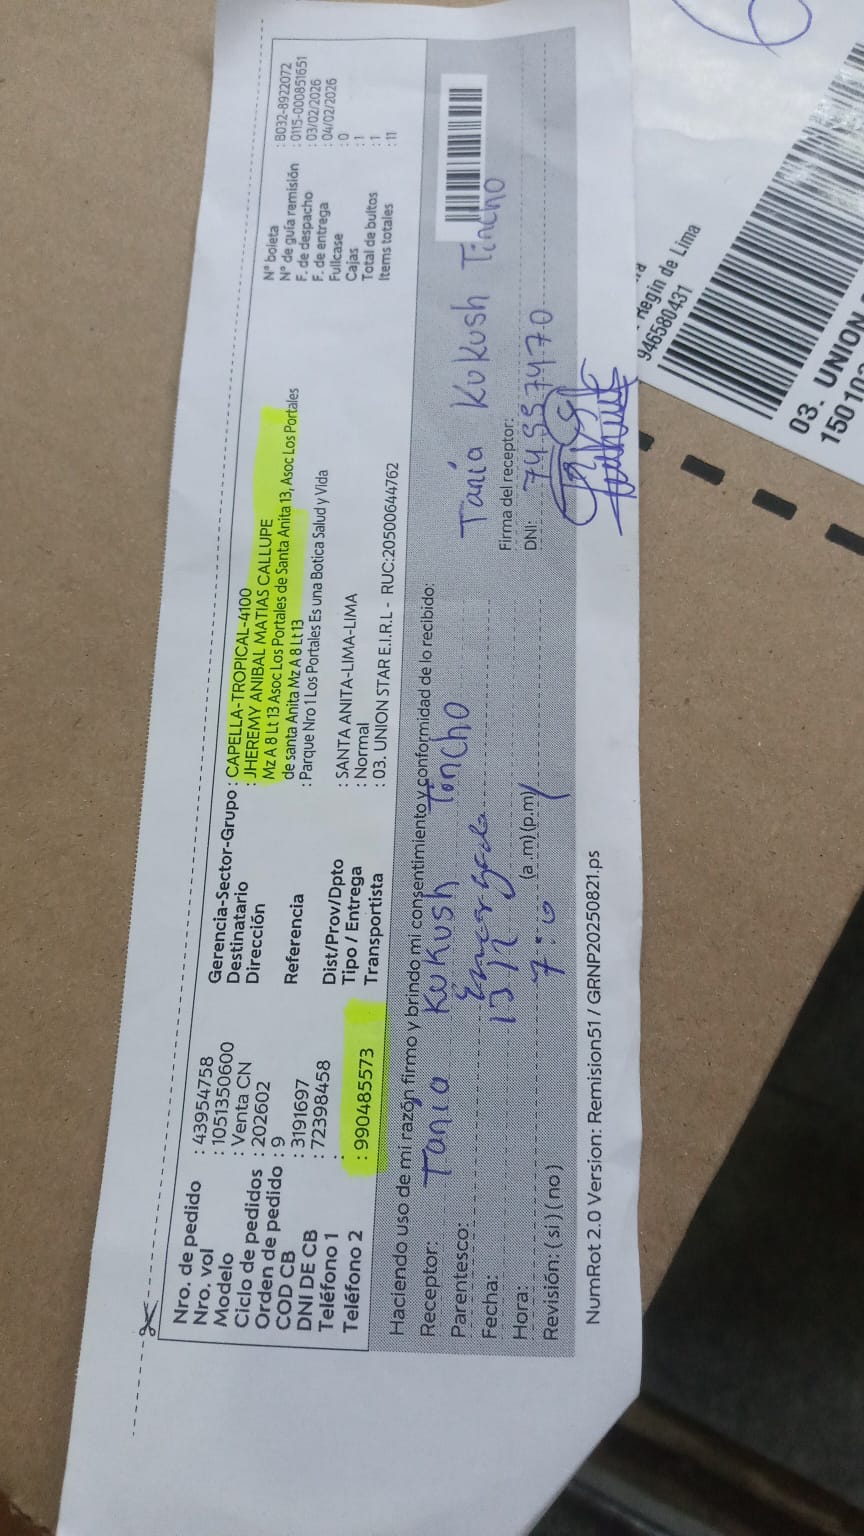 Nro. de pedido : 43954758
Nro. vol : 1051350600
Modelo : Venta CN
Ciclo de pedidos : 202602
Orden de pedido : 9
COD CB : 3191697
DNI DE CB : 72398458
Teléfono 1 :
Teléfono 2 : 990485573
Gerencia-Sector-Grupo : CAPELLA-TROPICAL-4100
Destinatario : JHEREMY ANIBAL MATIAS CALLUPE
Dirección : Mz A 8 Lt 13 Asoc Los Portales de Santa Anita 13, Asoc Los Portales
de santa Anita Mz A 8 Lt 13
Referencia : Parque Nro 1 Los Portales Es una Botica Salud y Vida
Dist/Prov/Dpto : SANTA ANITA-LIMA-LIMA
Tipo / Entrega : Normal
Transportista : 03. UNION STAR E.I.R.L - RUC:20500644762
N° boleta : B032-8922072
N° de guía remisión : 0115-000851651
F. de despacho : 03/02/2026
F. de entrega : 04/02/2026
Fullcase : 0
Cajas : 1
Total de bultos : 1
Items totales : 11
Haciendo uso de mi razón firmo y brindo mi consentimiento y conformidad de lo recibido:
Receptor: Tania Kukush Tincho
Parentesco: Encargada
Fecha:
Hora: 7:0 (a .m) (p.m)
Revisión: ( si ) ( no )
Tanía Kukush Tincho
Firma del receptor:
DNI:
NumRot 2.0 Version: Remision51 / GRNP20250821.ps
Regin de Lima
946580431
03. UNION